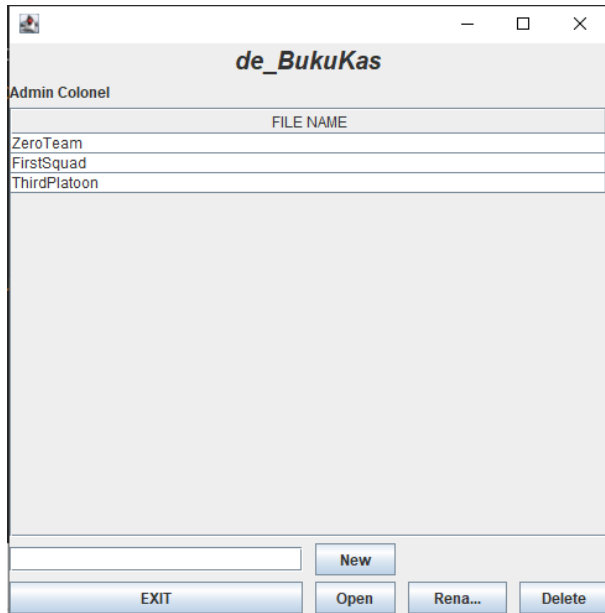 de_BukuKas
Admin Colonel
FILE NAME
ZeroTeam
FirstSquad
ThirdPlatoon
New
EXIT Open Rena... Delete